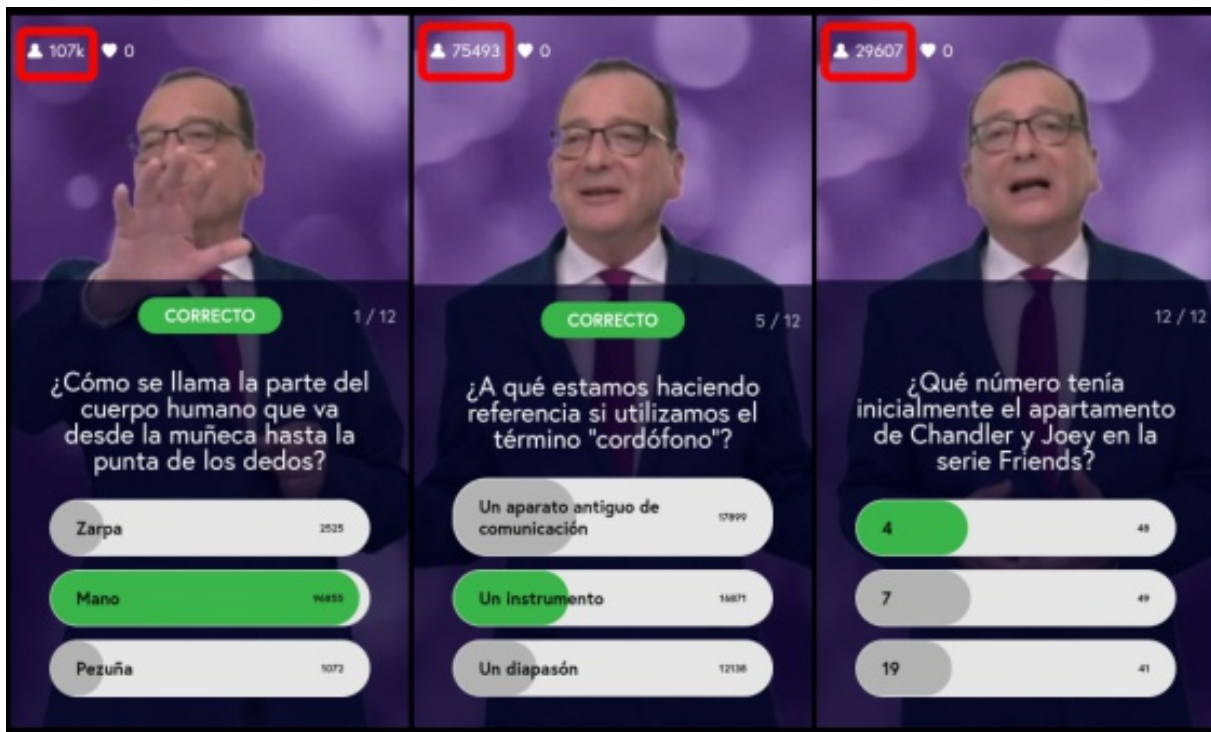 107k 0
CORRECTO
1 / 12
¿Cómo se llama la parte del
cuerpo humano que va
desde la muñeca hasta la
punta de los dedos?
Zarpa 2525
Mano 96855
Pezuña 1072
75493 0
CORRECTO
5 / 12
¿A qué estamos haciendo
referencia si utilizamos el
término "cordófono"?
Un aparato antiguo de
comunicación 17899
Un instrumento 16871
Un diapasón 12138
29607 0
12 / 12
¿Qué número tenía
inicialmente el apartamento
de Chandler y Joey en la
serie Friends?
4 48
7 49
19 41